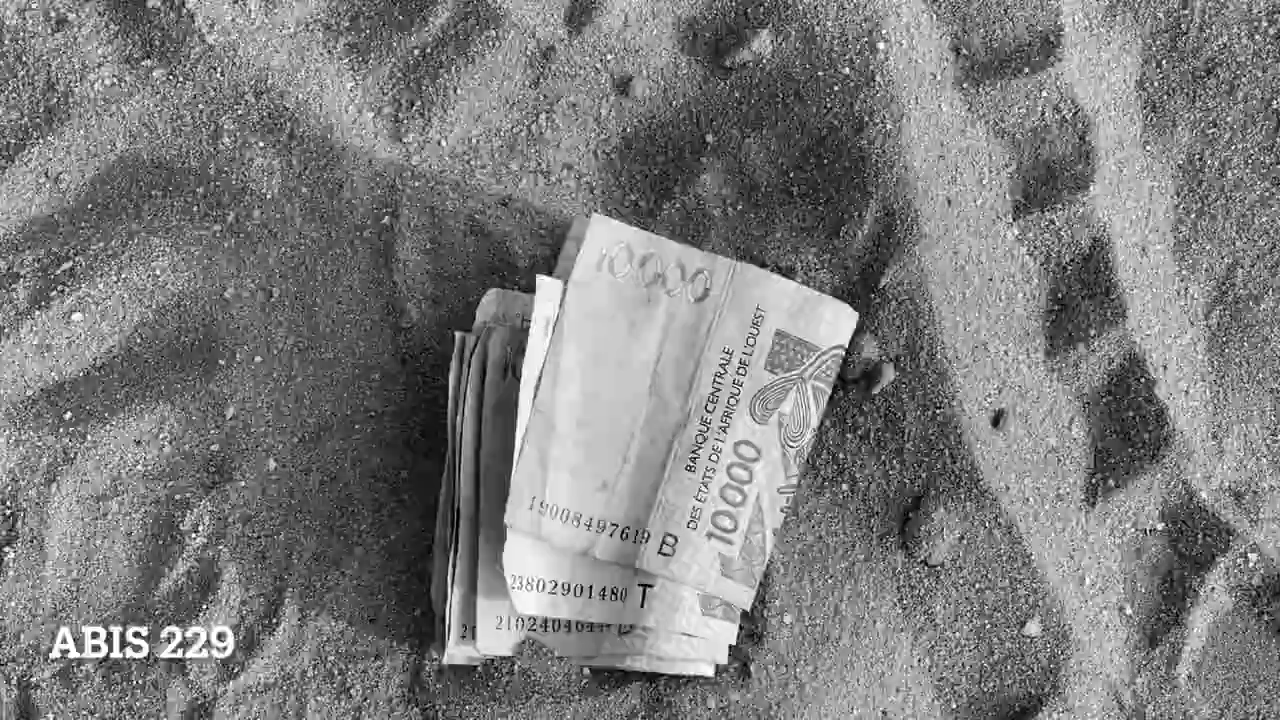 10000
BANQUE CENTRALE
DES ÉTATS DE L'AFRIQUE DE L'OUEST
10000
19008497619 B
23802901480 T
ABIS 229